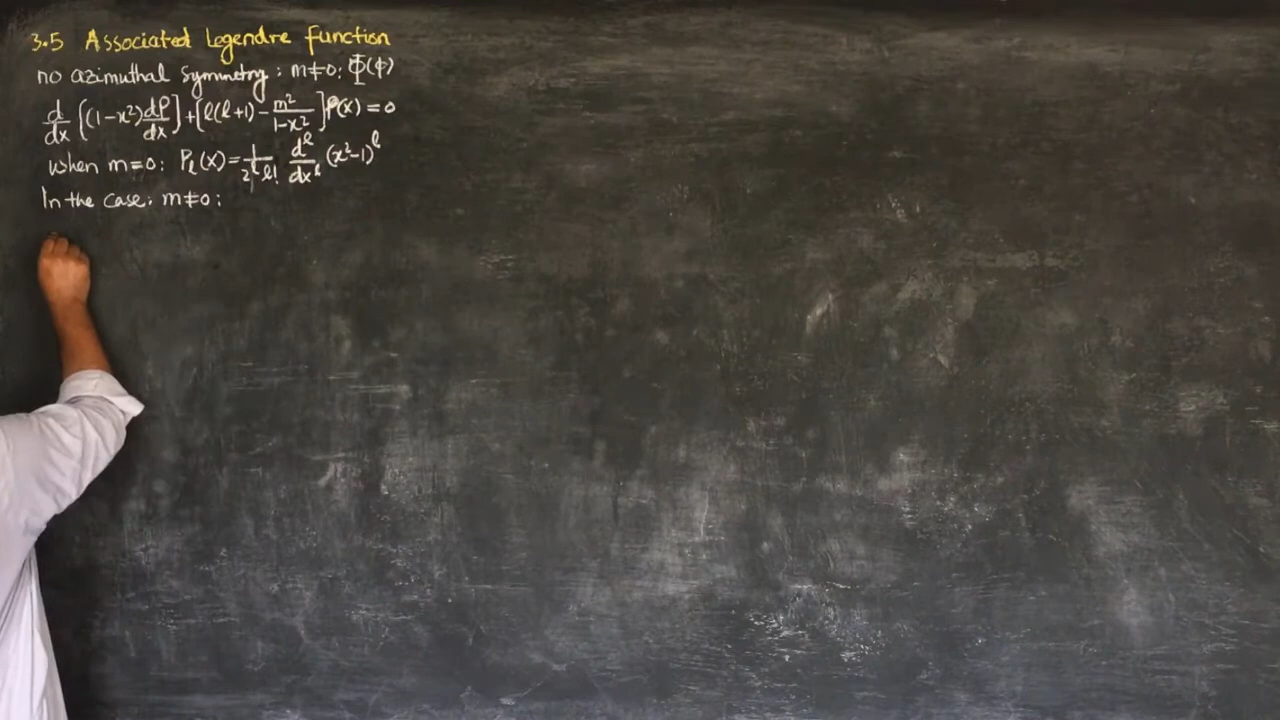 3.5 Associated Legendre function
no azimuthal symmetry : m≠0: Φ(φ)
d/dx [(1-x²) dP/dx] + [l(l+1) - m²/(1-x²)] P(x) = 0
when m=0: Pₗ(x) = 1/(2^l l!) d^l/dx^l (x²-1)^l
In the case: m≠0: